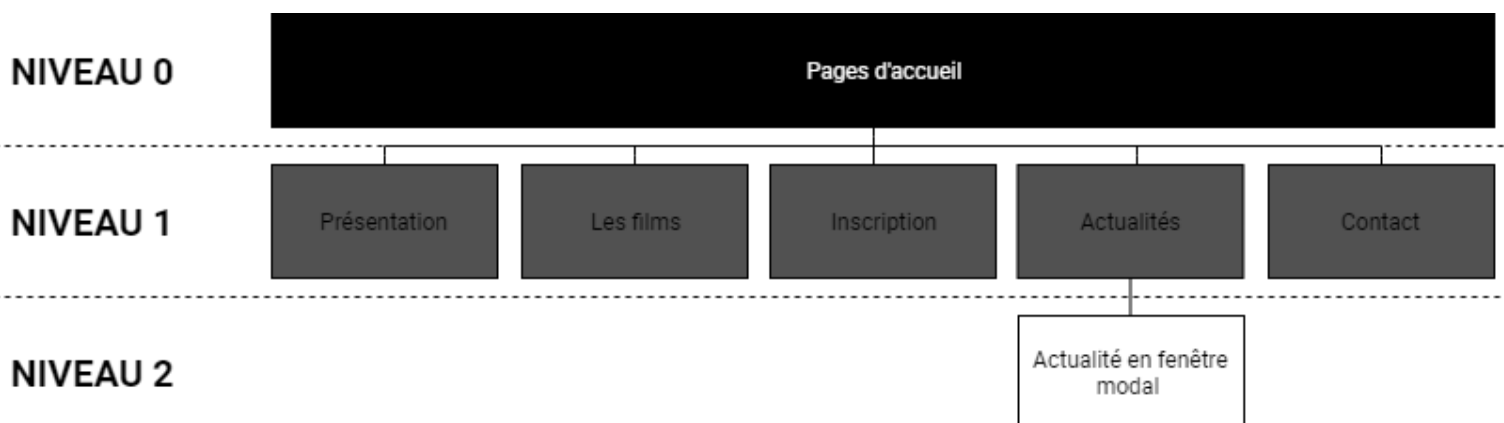 NIVEAU 0
Pages d'accueil
NIVEAU 1
Présentation
Les films
Inscription
Actualités
Contact
NIVEAU 2
Actualité en fenêtre
modal